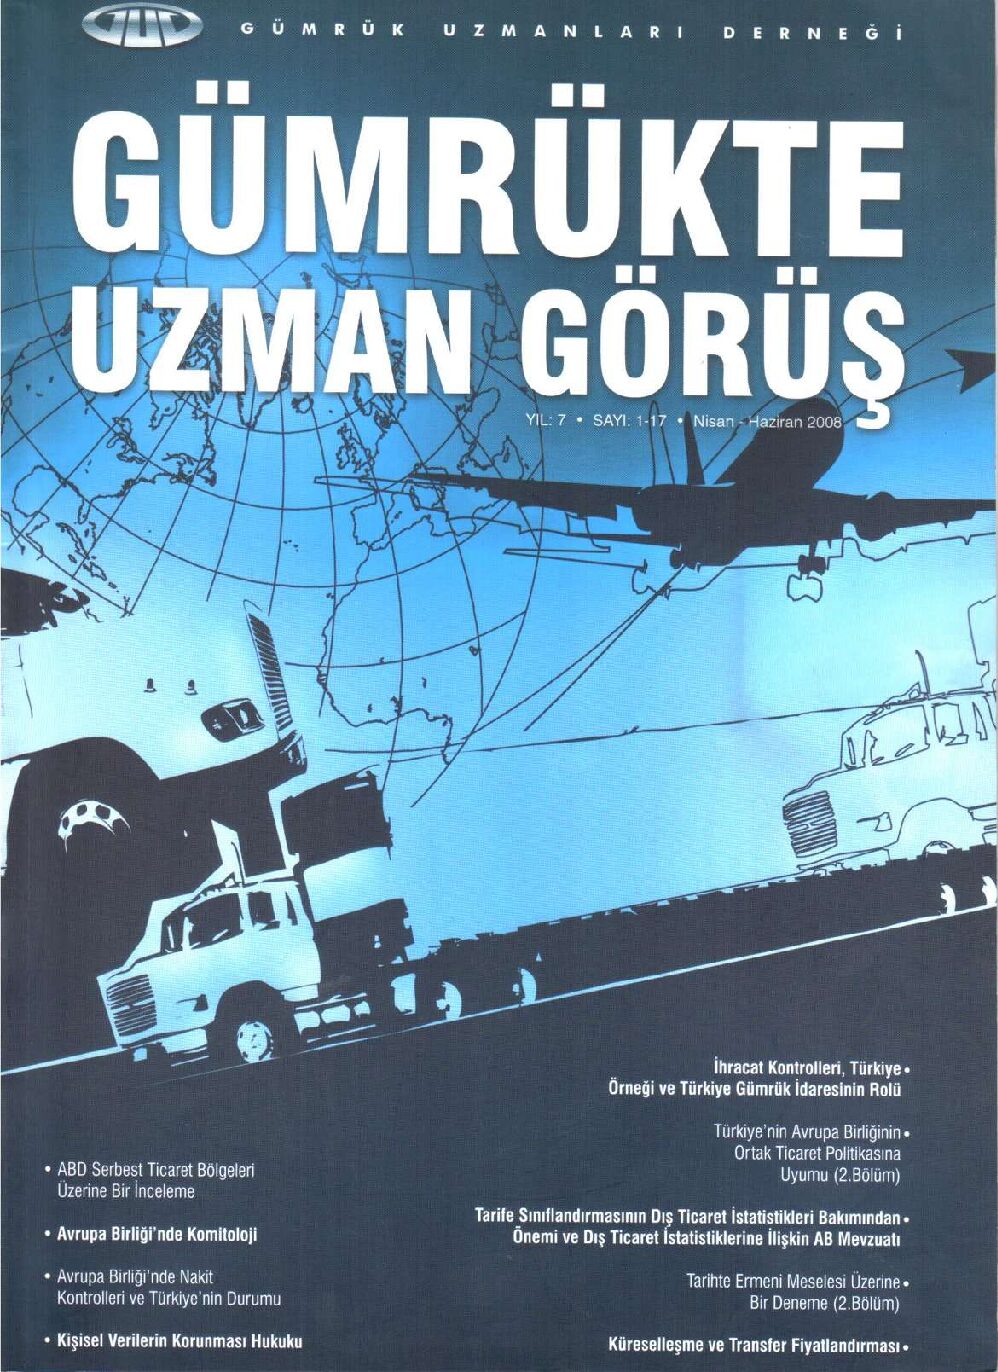 GÜMRÜK UZMANLARI DERNEĞİ
GÜMRÜKTE
UZMAN GÖRÜŞ
YIL: 7 • SAYI: 1-17 • Nisan - Haziran 2008
• ABD Serbest Ticaret Bölgeleri
Üzerine Bir İnceleme
• Avrupa Birliği'nde Komitoloji
• Avrupa Birliği'nde Nakit
Kontrolleri ve Türkiye'nin Durumu
• Kişisel Verilerin Korunması Hukuku
İhracat Kontrolleri, Türkiye •
Örneği ve Türkiye Gümrük İdaresinin Rolü
Türkiye'nin Avrupa Birliğinin •
Ortak Ticaret Politikasına
Uyumu (2.Bölüm)
Tarife Sınıflandırmasının Dış Ticaret İstatistikleri Bakımından •
Önemi ve Dış Ticaret İstatistiklerine İlişkin AB Mevzuatı
Tarihte Ermeni Meselesi Üzerine •
Bir Deneme (2.Bölüm)
Küreselleşme ve Transfer Fiyatlandırması •